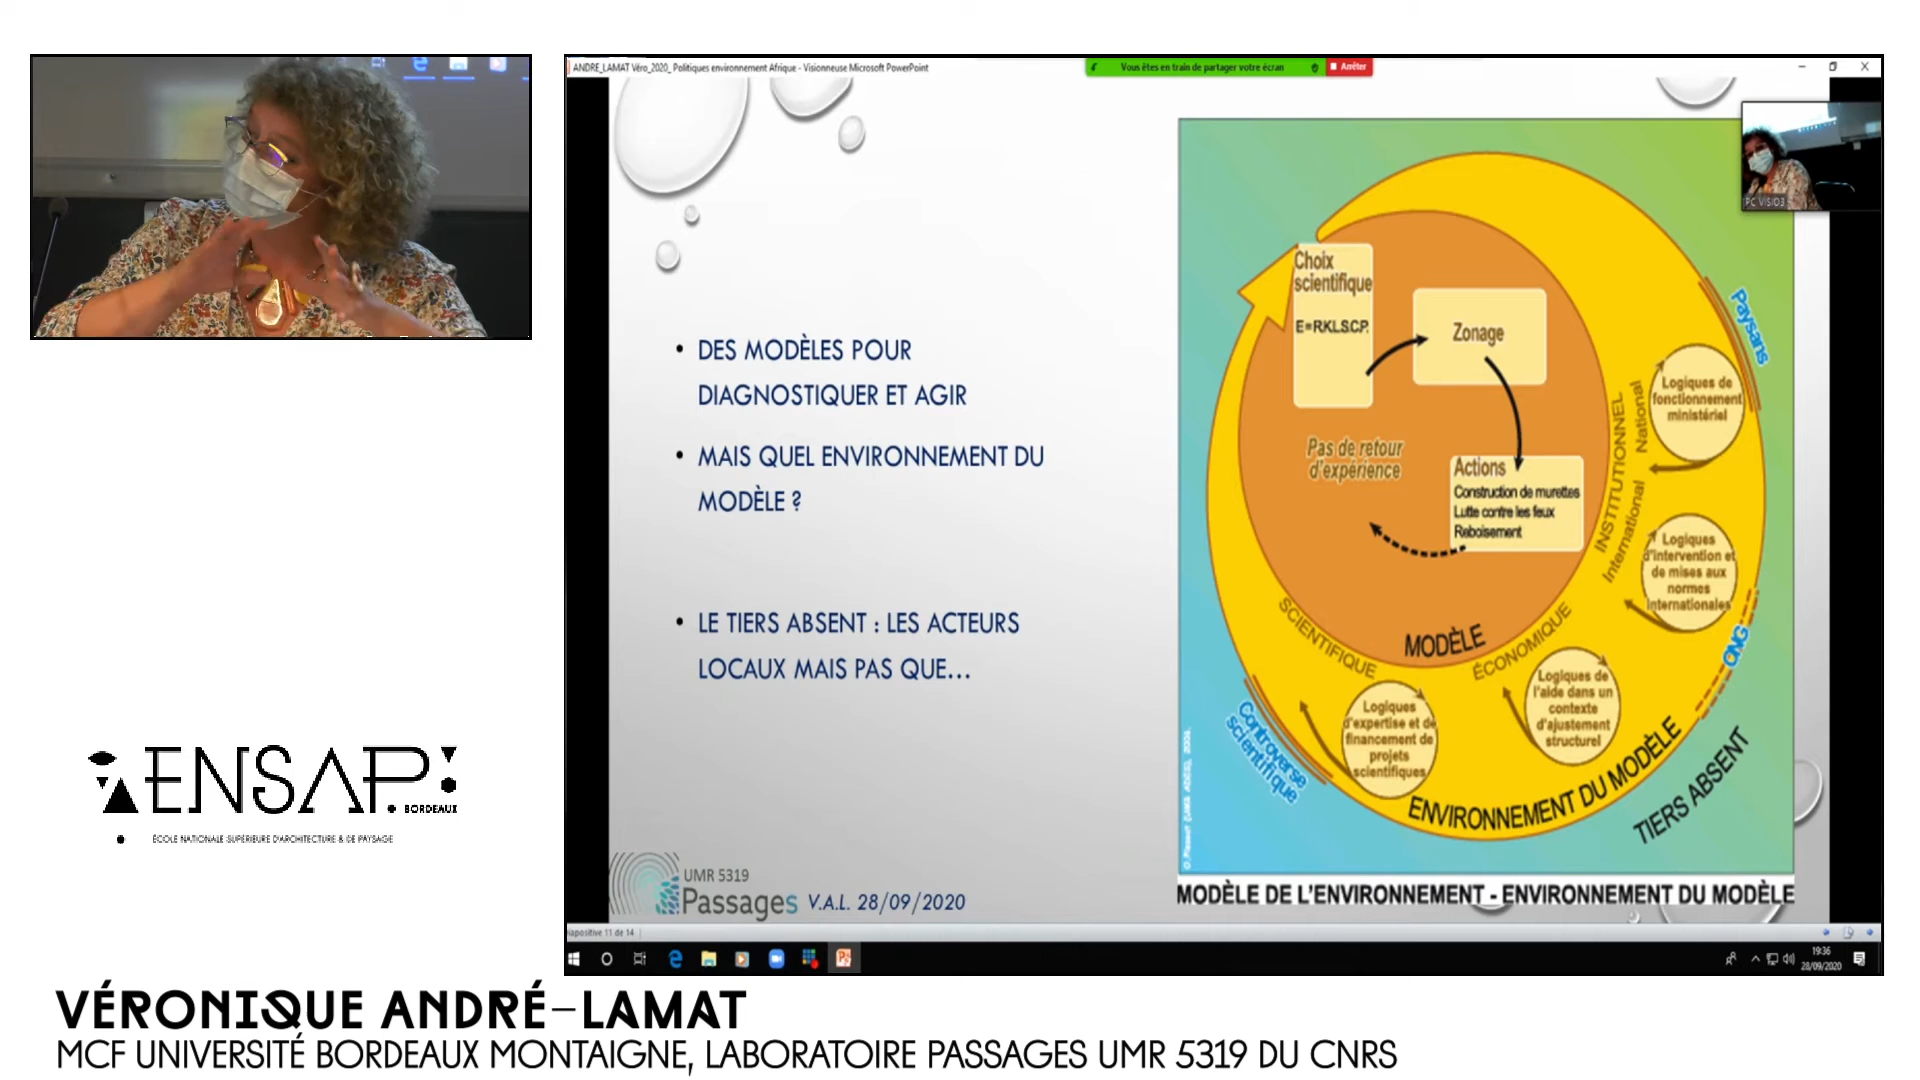 ANDRE_LAMAT Véro_2020_ Politiques environnement Afrique - Visionneuse Microsoft PowerPoint
Vous êtes en train de partager votre écran
Arrêter
PC VISIO3
DES MODÈLES POUR
DIAGNOSTIQUER ET AGIR
MAIS QUEL ENVIRONNEMENT DU
MODÈLE ?
LE TIERS ABSENT : LES ACTEURS
LOCAUX MAIS PAS QUE...
Choix
scientifique
E=RKLSCP.
Zonage
Pas de retour
d'expérience
Actions
Construction de murettes
Lutte contre les feux
Reboisement
MODÈLE
SCIENTIFIQUE
ÉCONOMIQUE
INSTITUTIONNEL
International
National
Paysans
Logiques de
fonctionnement
ministériel
Logiques
d'intervention et
de mises aux
normes
internationales
ONG
Logiques de
l'aide dans un
contexte
d'ajustement
structurel
Logiques
d'expertise et de
financement de
projets
scientifiques
Controverse
scientifique
ENVIRONNEMENT DU MODÈLE
TIERS ABSENT
MODÈLE DE L'ENVIRONNEMENT - ENVIRONNEMENT DU MODÈLE
UMR 5319
Passages
V.A.L. 28/09/2020
iapositive 11 de 14
19:36
28/09/2020
ENSAP
BORDEAUX
ÉCOLE NATIONALE SUPÉRIEURE D'ARCHITECTURE & DE PAYSAGE
VÉRONIQUE ANDRÉ-LAMAT
MCF UNIVERSITÉ BORDEAUX MONTAIGNE, LABORATOIRE PASSAGES UMR 5319 DU CNRS